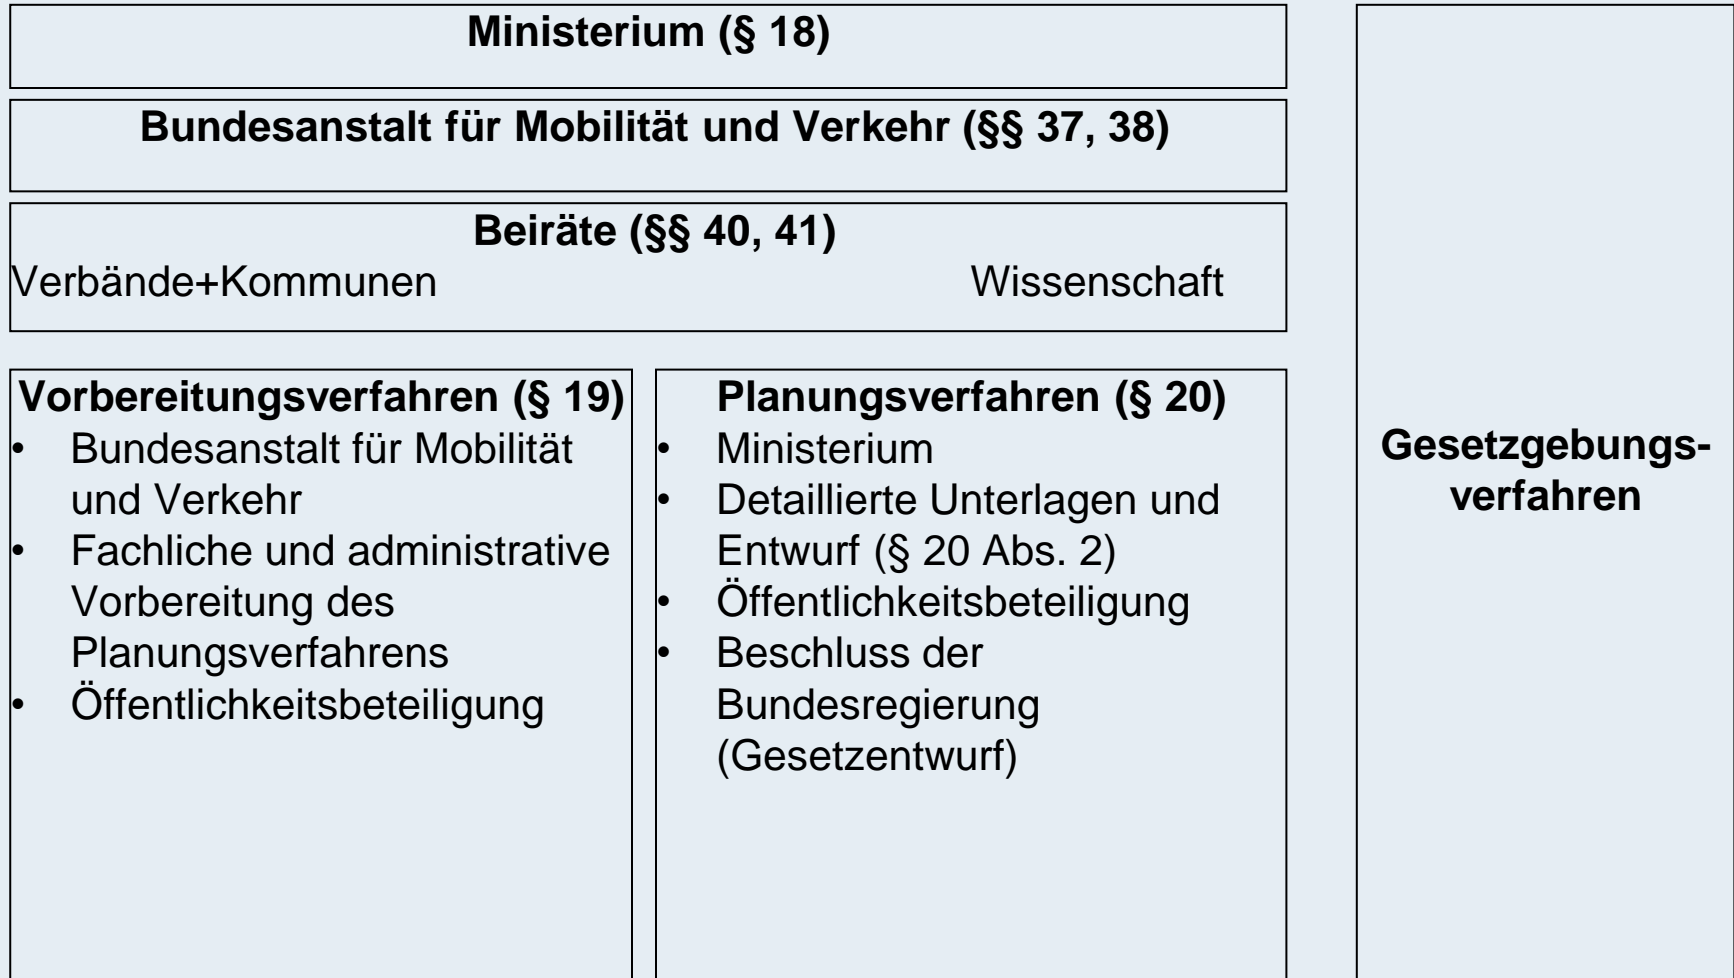 Ministerium (§ 18)
Bundesanstalt für Mobilität und Verkehr (§§ 37, 38)
Beiräte (§§ 40, 41)
Verbände+Kommunen Wissenschaft
Vorbereitungsverfahren (§ 19)
• Bundesanstalt für Mobilität
und Verkehr
• Fachliche und administrative
Vorbereitung des
Planungsverfahrens
• Öffentlichkeitsbeteiligung
Planungsverfahren (§ 20)
• Ministerium
• Detaillierte Unterlagen und
Entwurf (§ 20 Abs. 2)
• Öffentlichkeitsbeteiligung
• Beschluss der
Bundesregierung
(Gesetzentwurf)
Gesetzgebungs-
verfahren